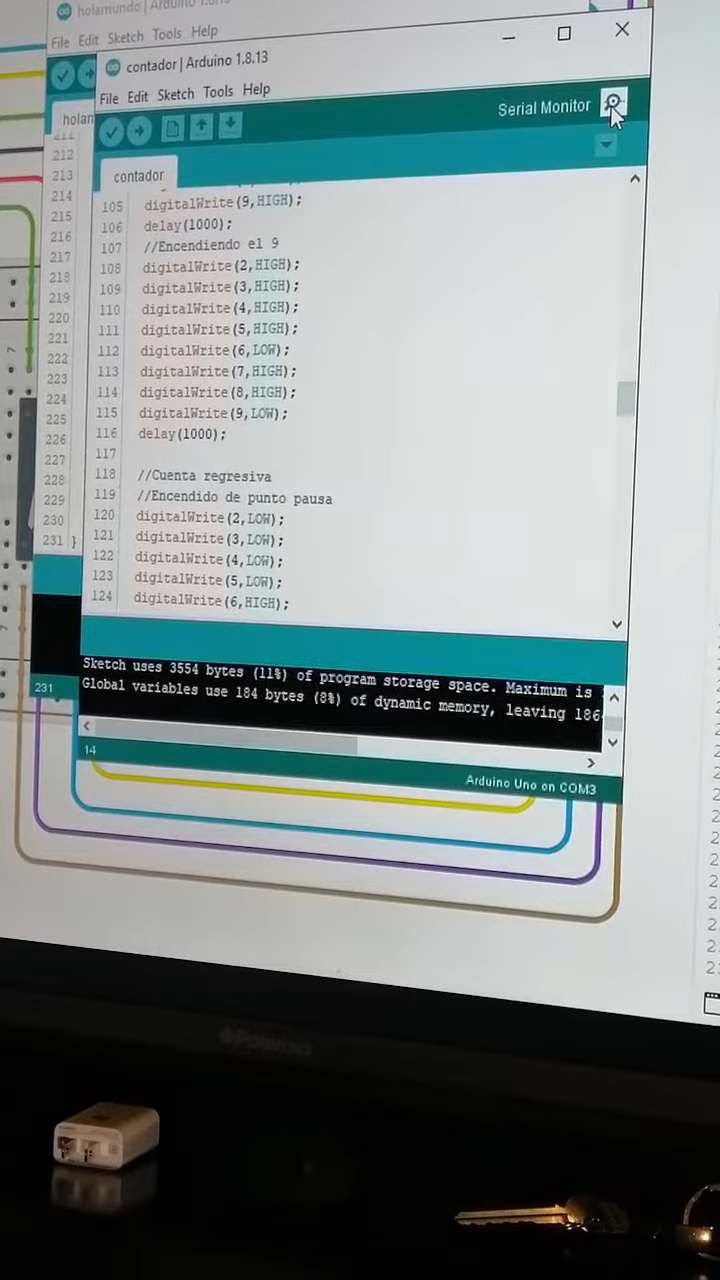 holamundo | Arduino 1.8.13
File Edit Sketch Tools Help
contador | Arduino 1.8.13
File Edit Sketch Tools Help
Serial Monitor
holam
contador
211
212
213
214
215
216
217
218
219
220
221
222
223
224
225
226
227
228
229
230
231 }
105 digitalWrite(9,HIGH);
106 delay(1000);
107 //Encendiendo el 9
108 digitalWrite(2,HIGH);
109 digitalWrite(3,HIGH);
110 digitalWrite(4,HIGH);
111 digitalWrite(5,HIGH);
112 digitalWrite(6,LOW);
113 digitalWrite(7,HIGH);
114 digitalWrite(8,HIGH);
115 digitalWrite(9,LOW);
116 delay(1000);
117
118 //Cuenta regresiva
119 //Encendido de punto pausa
120 digitalWrite(2,LOW);
121 digitalWrite(3,LOW);
122 digitalWrite(4,LOW);
123 digitalWrite(5,LOW);
124 digitalWrite(6,HIGH);
Sketch uses 3554 bytes (11%) of program storage space. Maximum is
Global variables use 184 bytes (8%) of dynamic memory, leaving 186
231
14
Arduino Uno on COM3
POLAROID